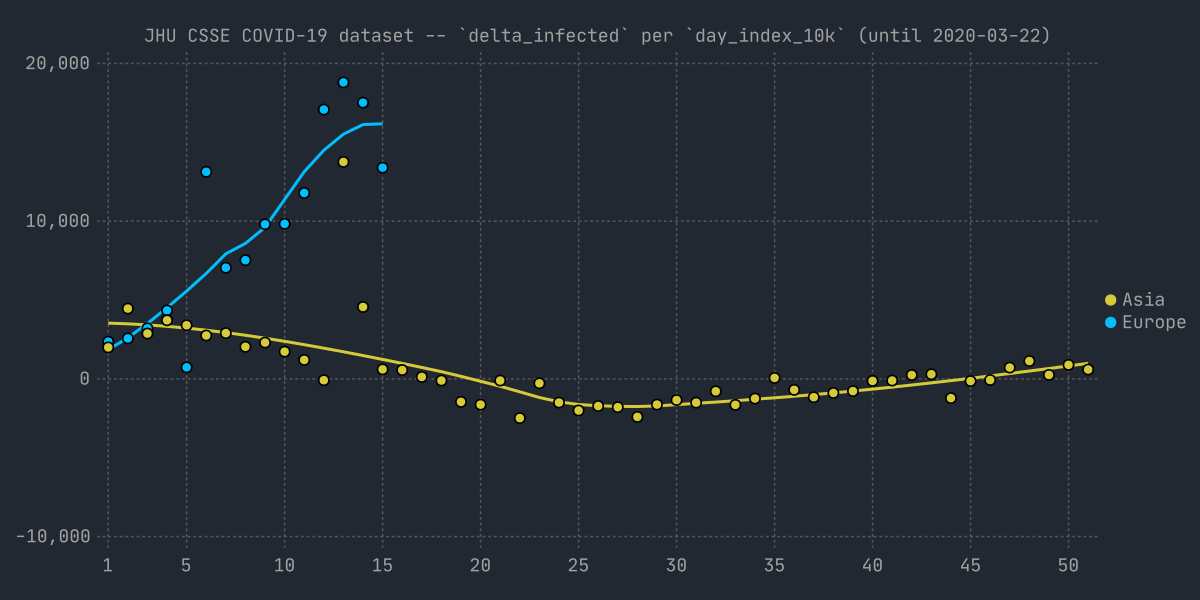 JHU CSSE COVID-19 dataset -- `delta_infected` per `day_index_10k` (until 2020-03-22)
20,000
10,000
0
-10,000
1 5 10 15 20 25 30 35 40 45 50
Asia
Europe